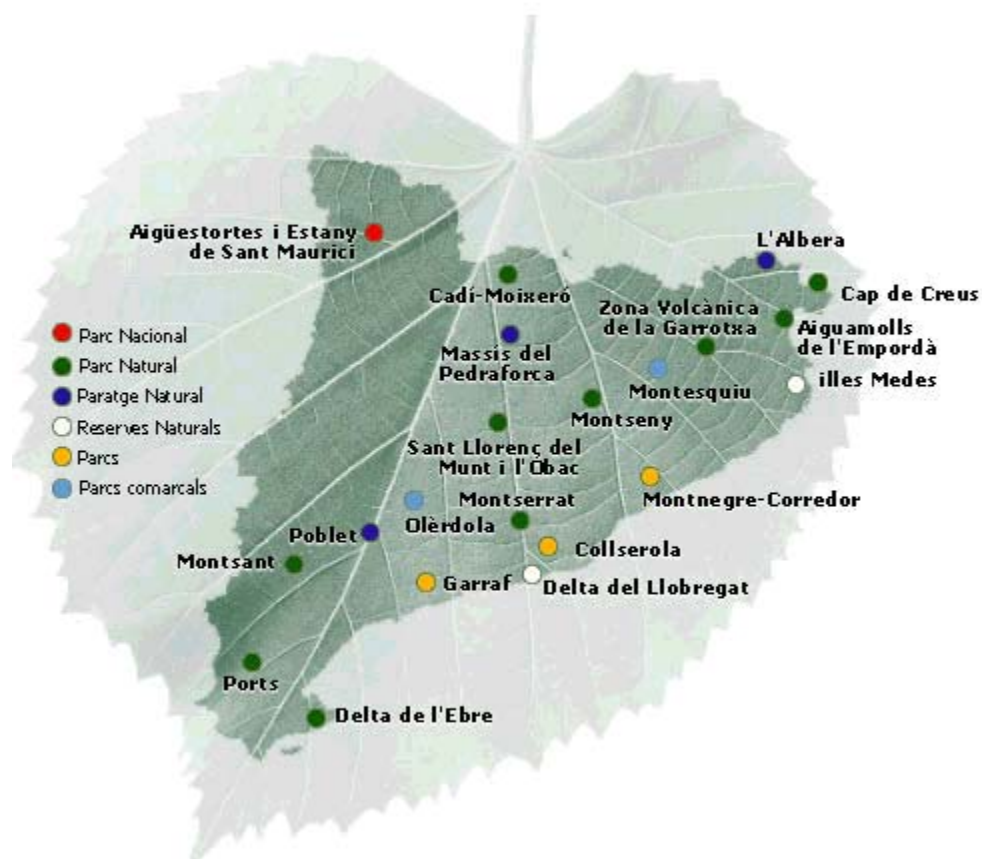 Aigüestortes i Estany
de Sant Maurici
L'Albera
Cadí-Moixeró
Cap de Creus
Zona Volcànica
de la Garrotxa
Aiguamolls
de l'Empordà
Massís del
Pedraforca
illes Medes
Montesquiu
Montseny
Sant Llorenç del
Munt i l'Obac
Montnegre-Corredor
Montserrat
Olèrdola
Poblet
Collserola
Montsant
Garraf
Delta del Llobregat
Ports
Delta de l'Ebre
Parc Nacional
Parc Natural
Paratge Natural
Reserves Naturals
Parcs
Parcs comarcals